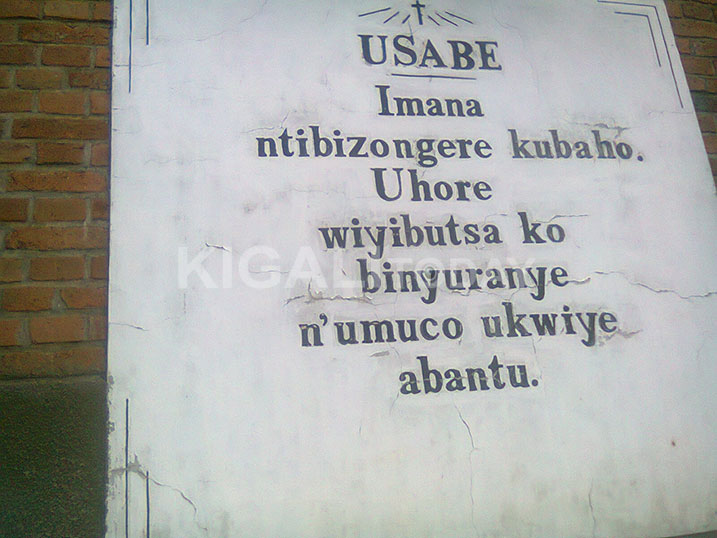 USABE
Imana
ntibizongere kubaho.
Uhore
wiyibutsa ko
KIGALI TODAY
binyuranye
n'umuco ukwiye
abantu.